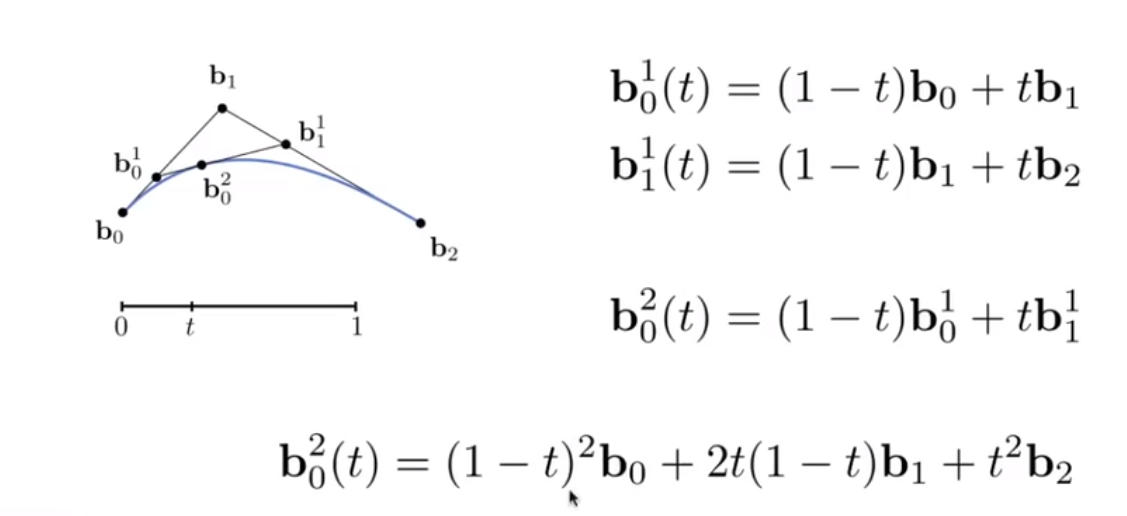 b₁
b₁¹
b₀¹
b₀²
b₀
b₂
0 t 1
b₀¹(t) = (1 − t)b₀ + tb₁
b₁¹(t) = (1 − t)b₁ + tb₂
b₀²(t) = (1 − t)b₀¹ + tb₁¹
b₀²(t) = (1 − t)²b₀ + 2t(1 − t)b₁ + t²b₂